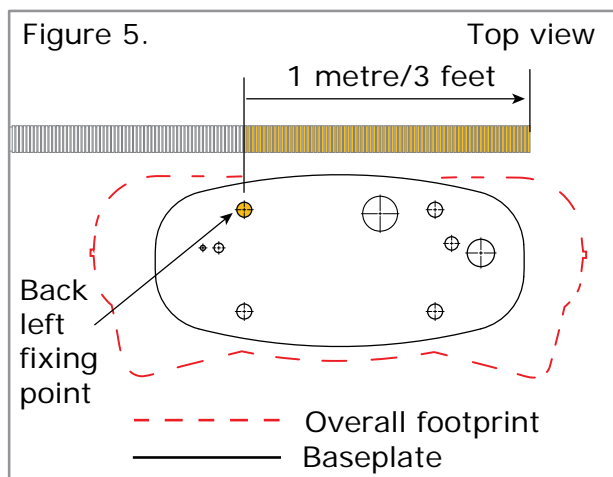 Figure 5.
Top view
1 metre/3 feet
Back
left
fixing
point
Overall footprint
Baseplate